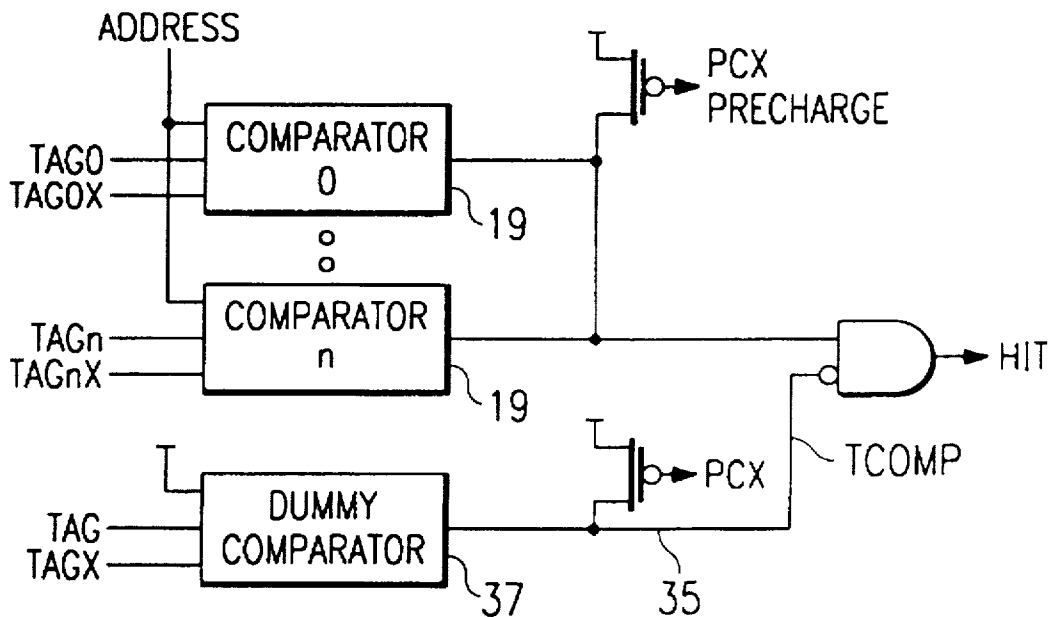 ADDRESS
COMPARATOR
0
TAG0
TAG0X
19
PCX
PRECHARGE
COMPARATOR
n
TAGn
TAGnX
19
HIT
TCOMP
DUMMY
COMPARATOR
TAG
TAGX
37
PCX
35